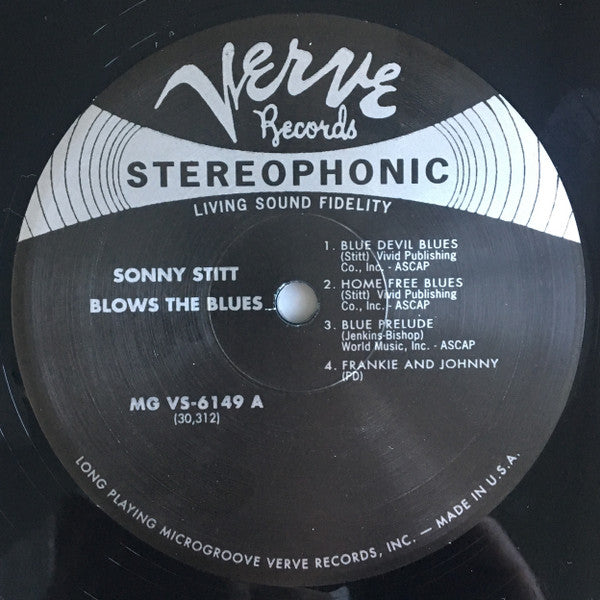 Verve
Records
STEREOPHONIC
LIVING SOUND FIDELITY
SONNY STITT
BLOWS THE BLUES
MG VS-6149 A
(30,312)
1. BLUE DEVIL BLUES
(Stitt) Vivid Publishing
Co., Inc. - ASCAP
2. HOME FREE BLUES
(Stitt) Vivid Publishing
Co., Inc. - ASCAP
3. BLUE PRELUDE
(Jenkins-Bishop)
World Music, Inc. - ASCAP
4. FRANKIE AND JOHNNY
(PD)
LONG PLAYING MICROGROOVE VERVE RECORDS, INC. — MADE IN U.S.A.